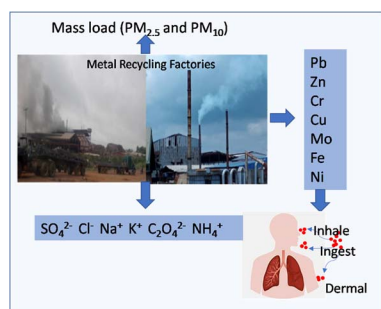 Mass load (PM₂.₅ and PM₁₀)
Metal Recycling Factories
Pb
Zn
Cr
Cu
Mo
Fe
Ni
SO₄²⁻ Cl⁻ Na⁺ K⁺ C₂O₄²⁻ NH₄⁺
Inhale
Ingest
Dermal